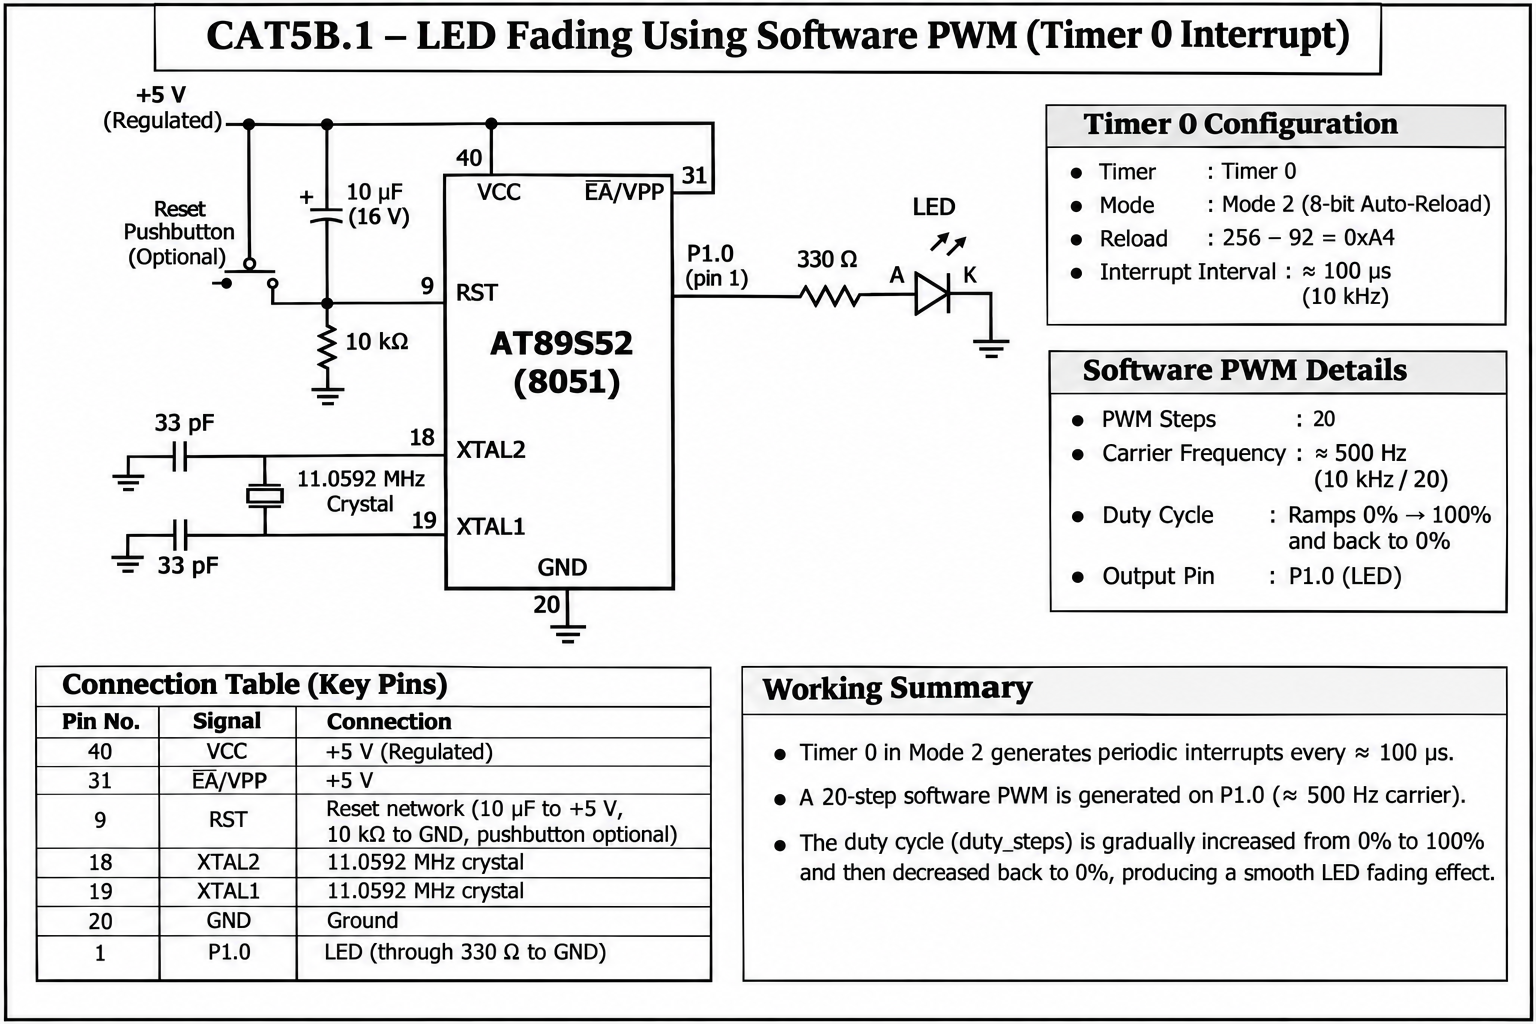 CAT5B.1 – LED Fading Using Software PWM (Timer 0 Interrupt)
+5 V
(Regulated)
Reset
Pushbutton
(Optional)
+
10 µF
(16 V)
10 kΩ
40
VCC
EA/VPP
31
9
RST
AT89S52
(8051)
P1.0
(pin 1)
330 Ω
LED
A
K
33 pF
18
XTAL2
11.0592 MHz
Crystal
19
XTAL1
33 pF
GND
20
Timer 0 Configuration
● Timer : Timer 0
● Mode : Mode 2 (8-bit Auto-Reload)
● Reload : 256 – 92 = 0xA4
● Interrupt Interval : ≈ 100 µs
(10 kHz)
Software PWM Details
● PWM Steps : 20
● Carrier Frequency : ≈ 500 Hz
(10 kHz / 20)
● Duty Cycle : Ramps 0% → 100%
and back to 0%
● Output Pin : P1.0 (LED)
Connection Table (Key Pins)
Pin No. Signal Connection
40 VCC +5 V (Regulated)
31 EA/VPP +5 V
9 RST Reset network (10 µF to +5 V,
10 kΩ to GND, pushbutton optional)
18 XTAL2 11.0592 MHz crystal
19 XTAL1 11.0592 MHz crystal
20 GND Ground
1 P1.0 LED (through 330 Ω to GND)
Working Summary
● Timer 0 in Mode 2 generates periodic interrupts every ≈ 100 µs.
● A 20-step software PWM is generated on P1.0 (≈ 500 Hz carrier).
● The duty cycle (duty_steps) is gradually increased from 0% to 100%
and then decreased back to 0%, producing a smooth LED fading effect.